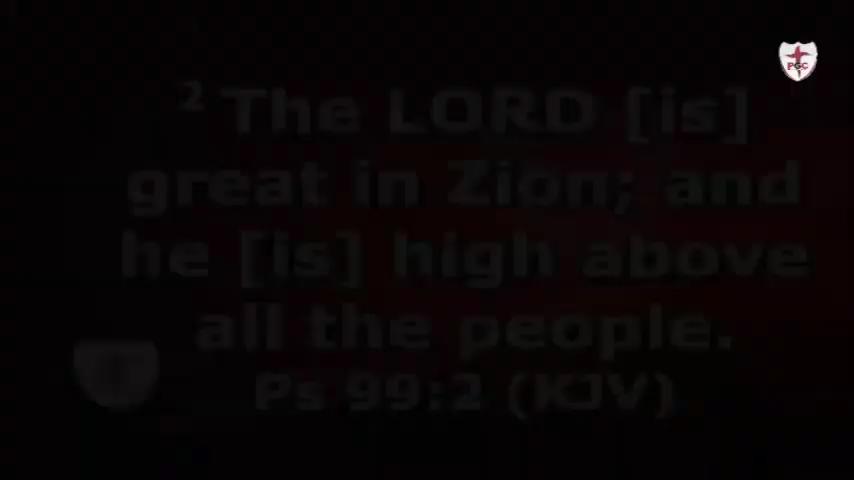 PGC
2 The LORD [is]
great in Zion; and
he [is] high above
all the people.
Ps 99:2 (KJV)